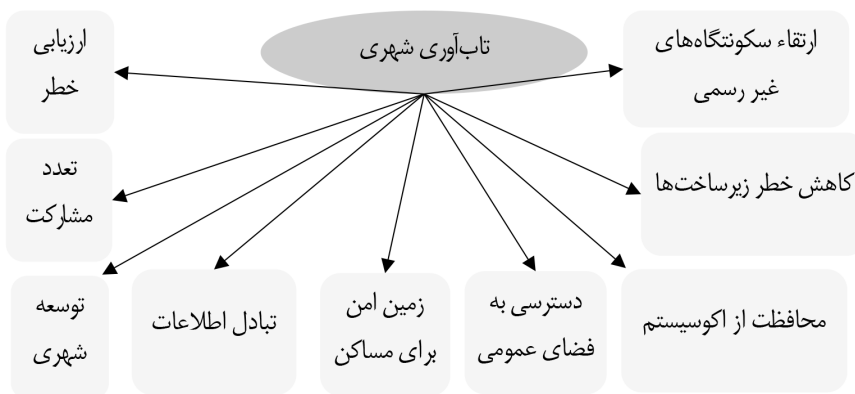 تاب‌آوری شهری
ارتقاء سکونتگاه‌های
غیر رسمی
کاهش خطر زیرساخت‌ها
محافظت از اکوسیستم
دسترسی به
فضای عمومی
زمین امن
برای مساکن
تبادل اطلاعات
توسعه
شهری
تعدد
مشارکت
ارزیابی
خطر